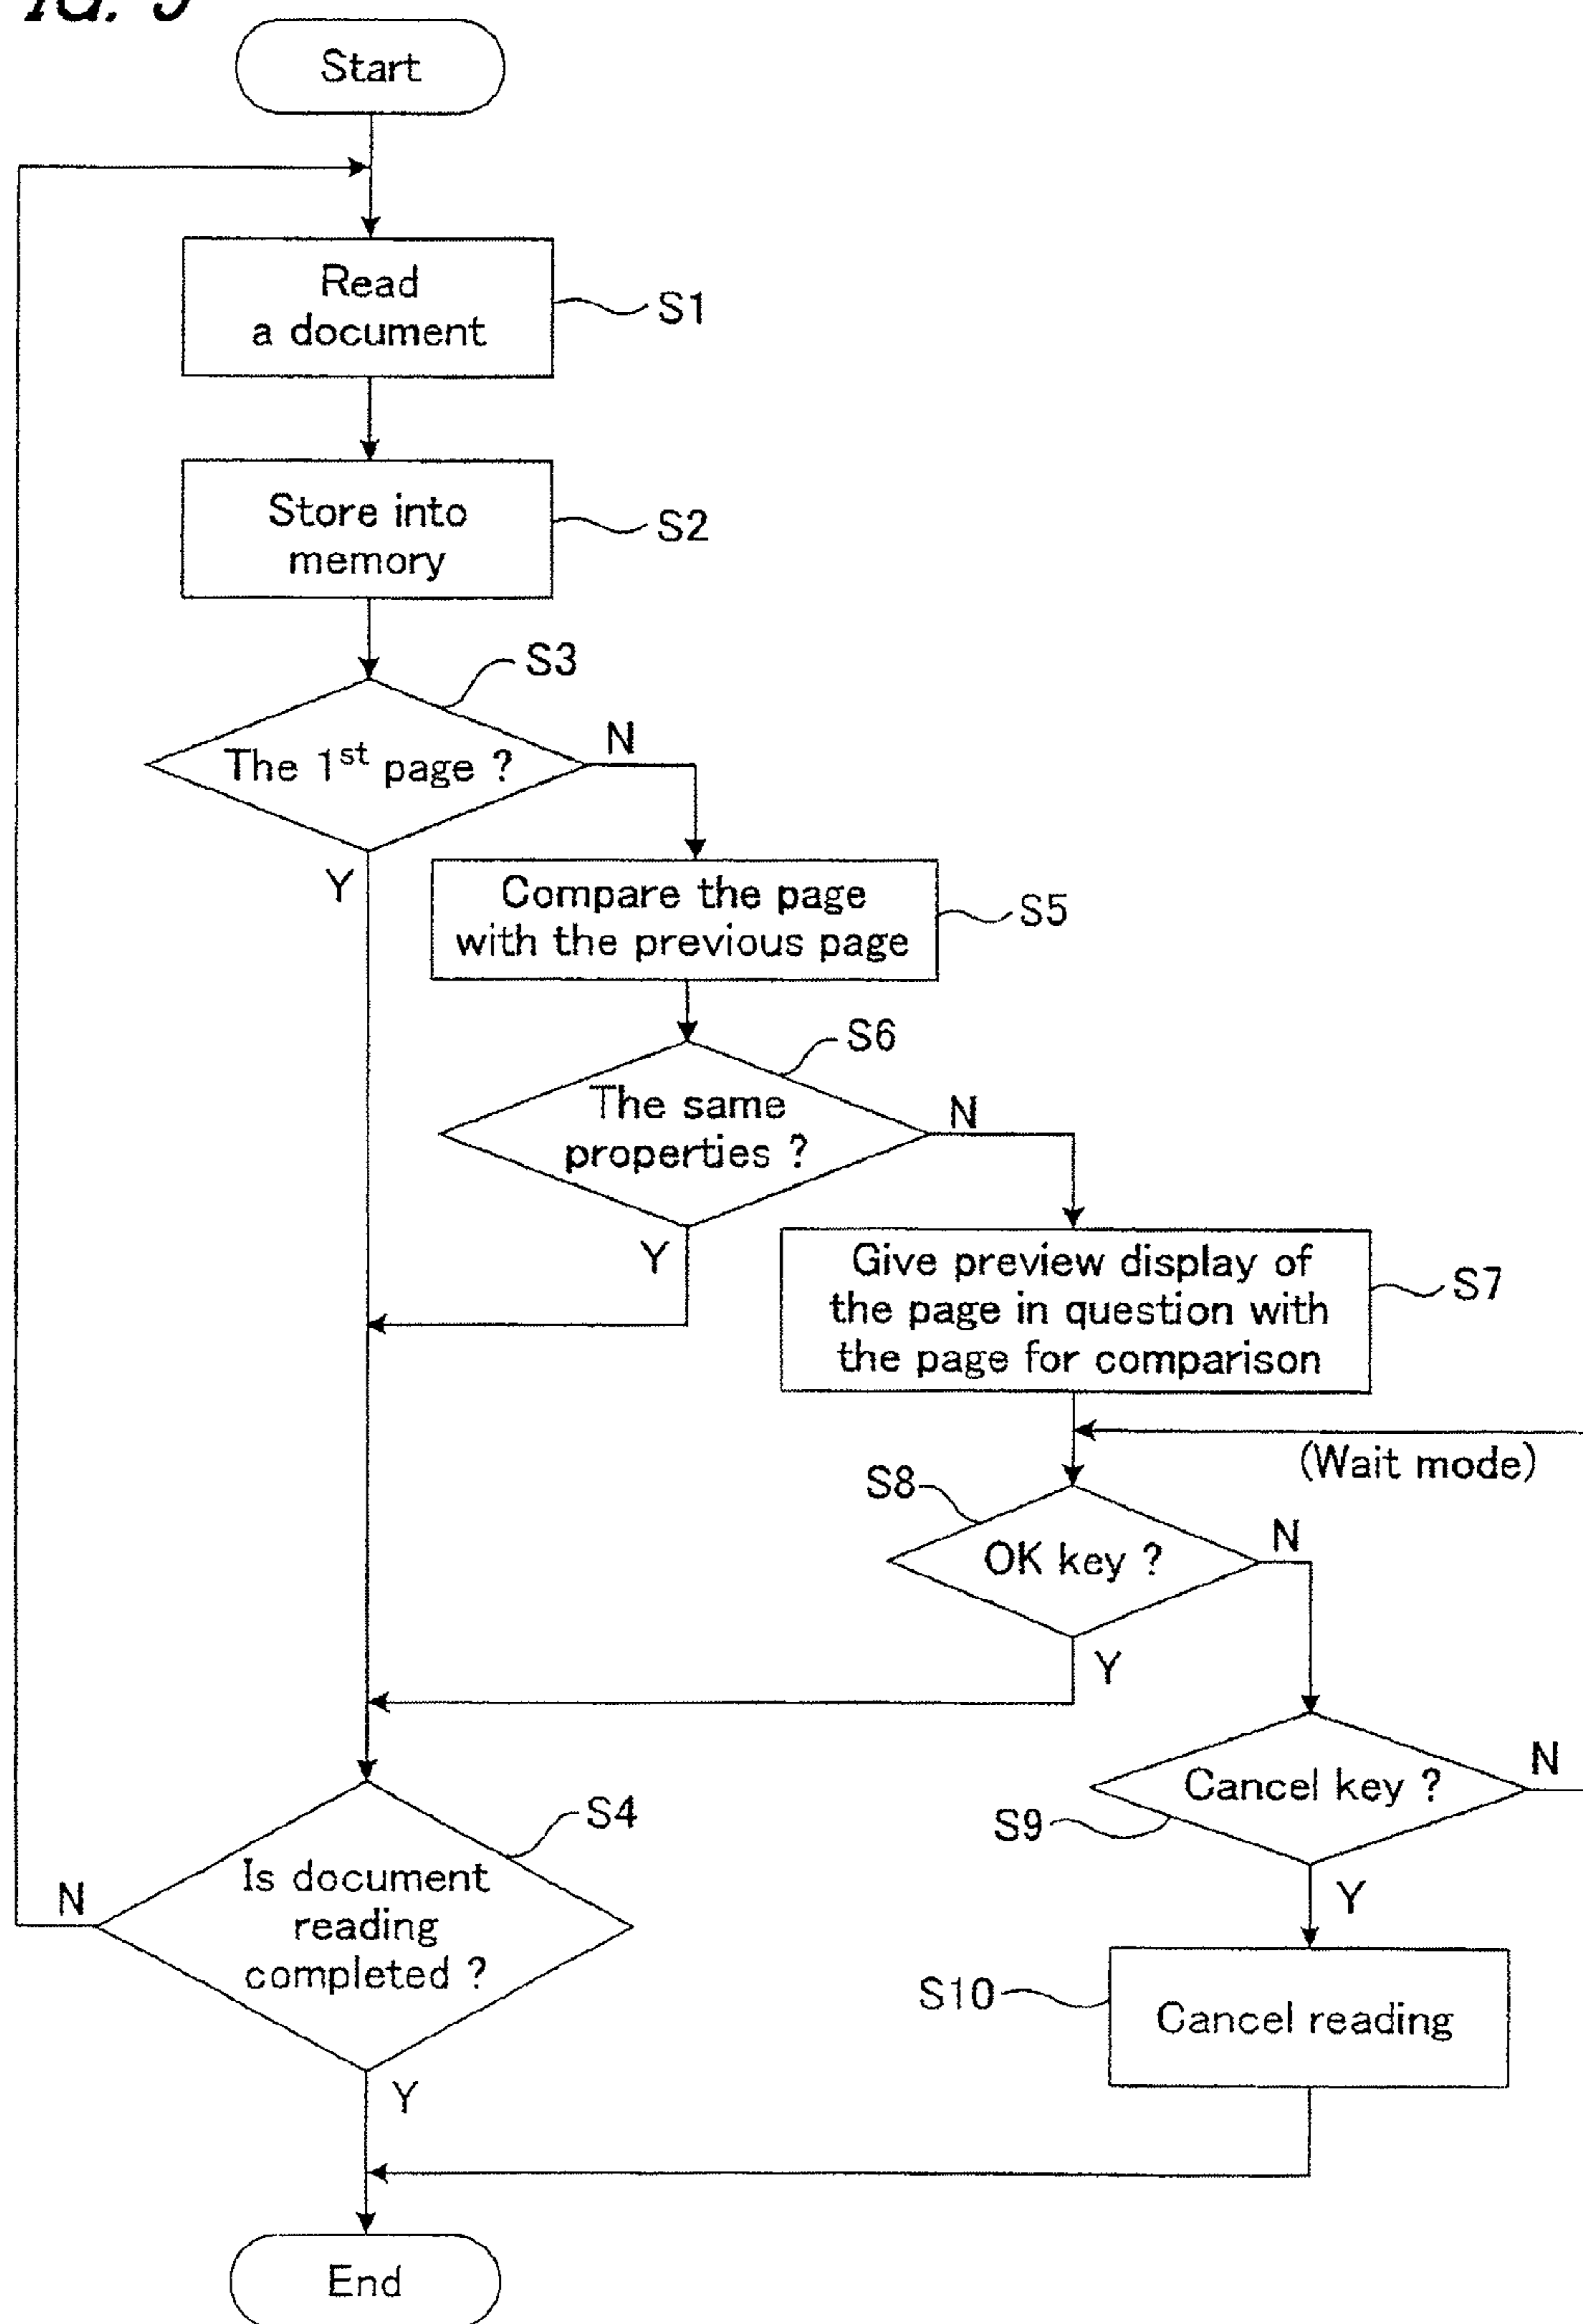 Start
Read
a document
S1
Store into
memory
S2
S3
The 1st page ?
N
Y
Compare the page
with the previous page
S5
S6
The same
properties ?
N
Y
Give preview display of
the page in question with
the page for comparison
S7
(Wait mode)
S8
OK key ?
N
Y
Cancel key ?
N
S9
S4
Is document
reading
completed ?
N
Y
Y
S10
Cancel reading
End